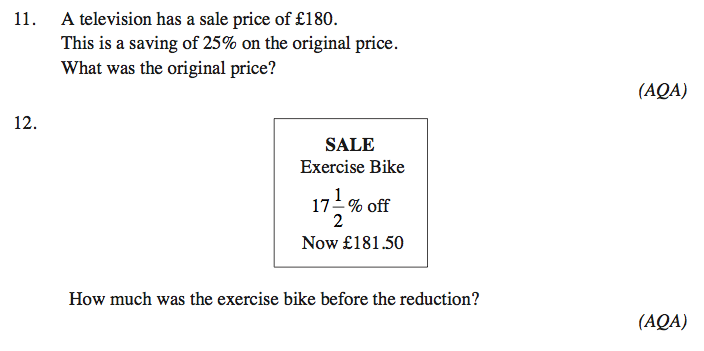 11. A television has a sale price of £180.
This is a saving of 25% on the original price.
What was the original price?
(AQA)
12.
SALE
Exercise Bike
17 1/2 % off
Now £181.50
How much was the exercise bike before the reduction?
(AQA)